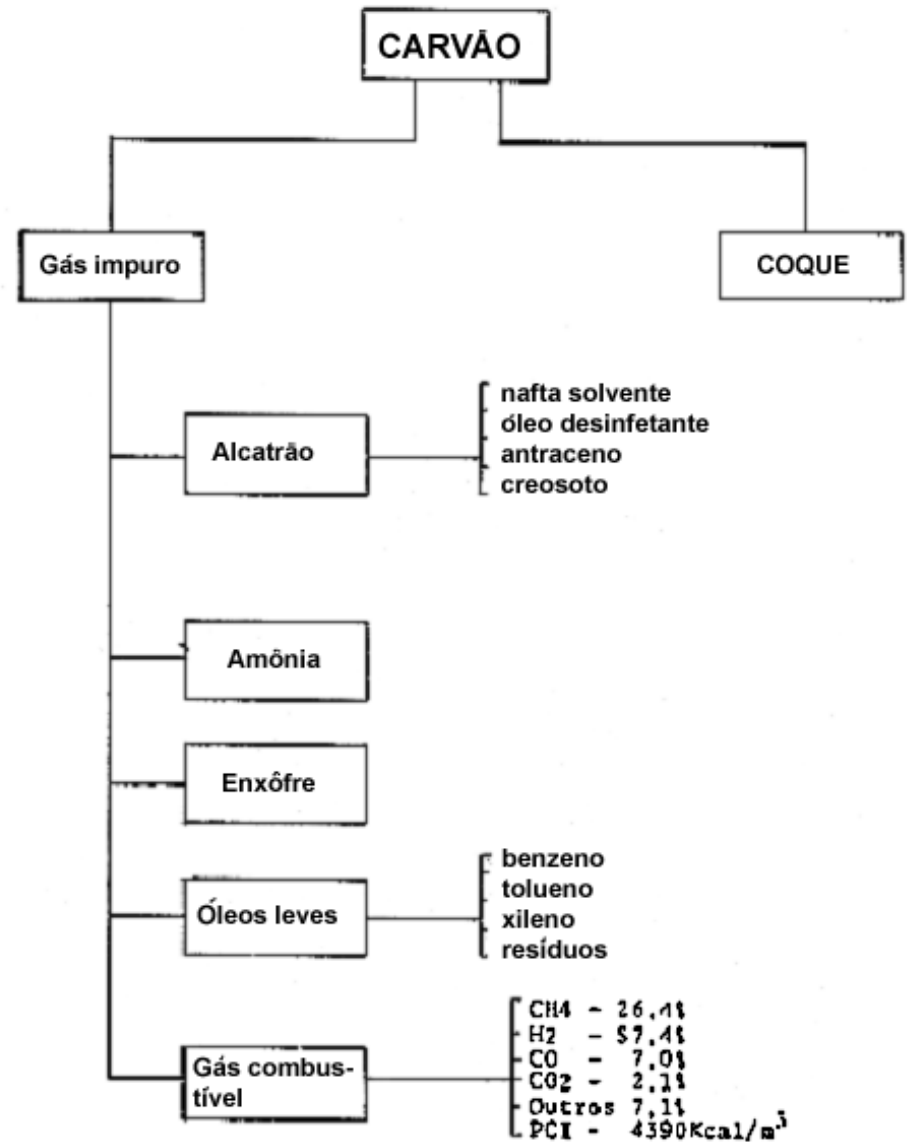 CARVÃO
Gás impuro
COQUE
Alcatrão
nafta solvente
óleo desinfetante
antraceno
creosoto
Amônia
Enxôfre
Óleos leves
benzeno
tolueno
xileno
resíduos
Gás combus-
tível
CH4 - 26,4%
H2 - 57,4%
CO - 7,0%
CO2 - 2,1%
Outros 7,1%
PCI - 4390Kcal/m³